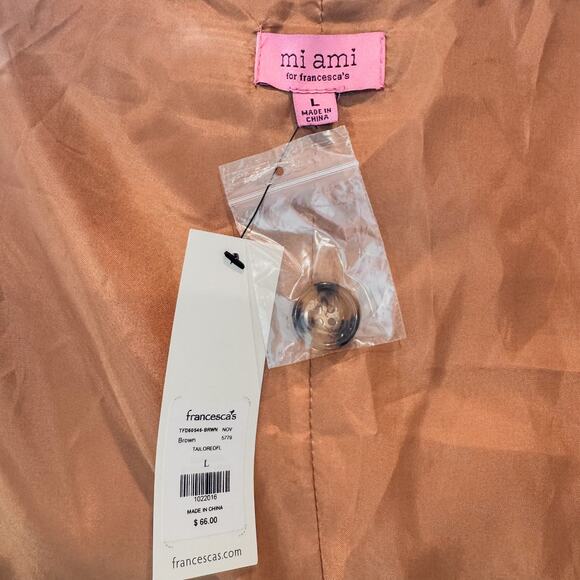 mi ami
for francesca's
L
MADE IN
CHINA
francesca's
TFD60546-BRWN NOV
Brown 5779
TAILOREDFL
L
1022016
MADE IN CHINA
$ 66.00
francescas.com